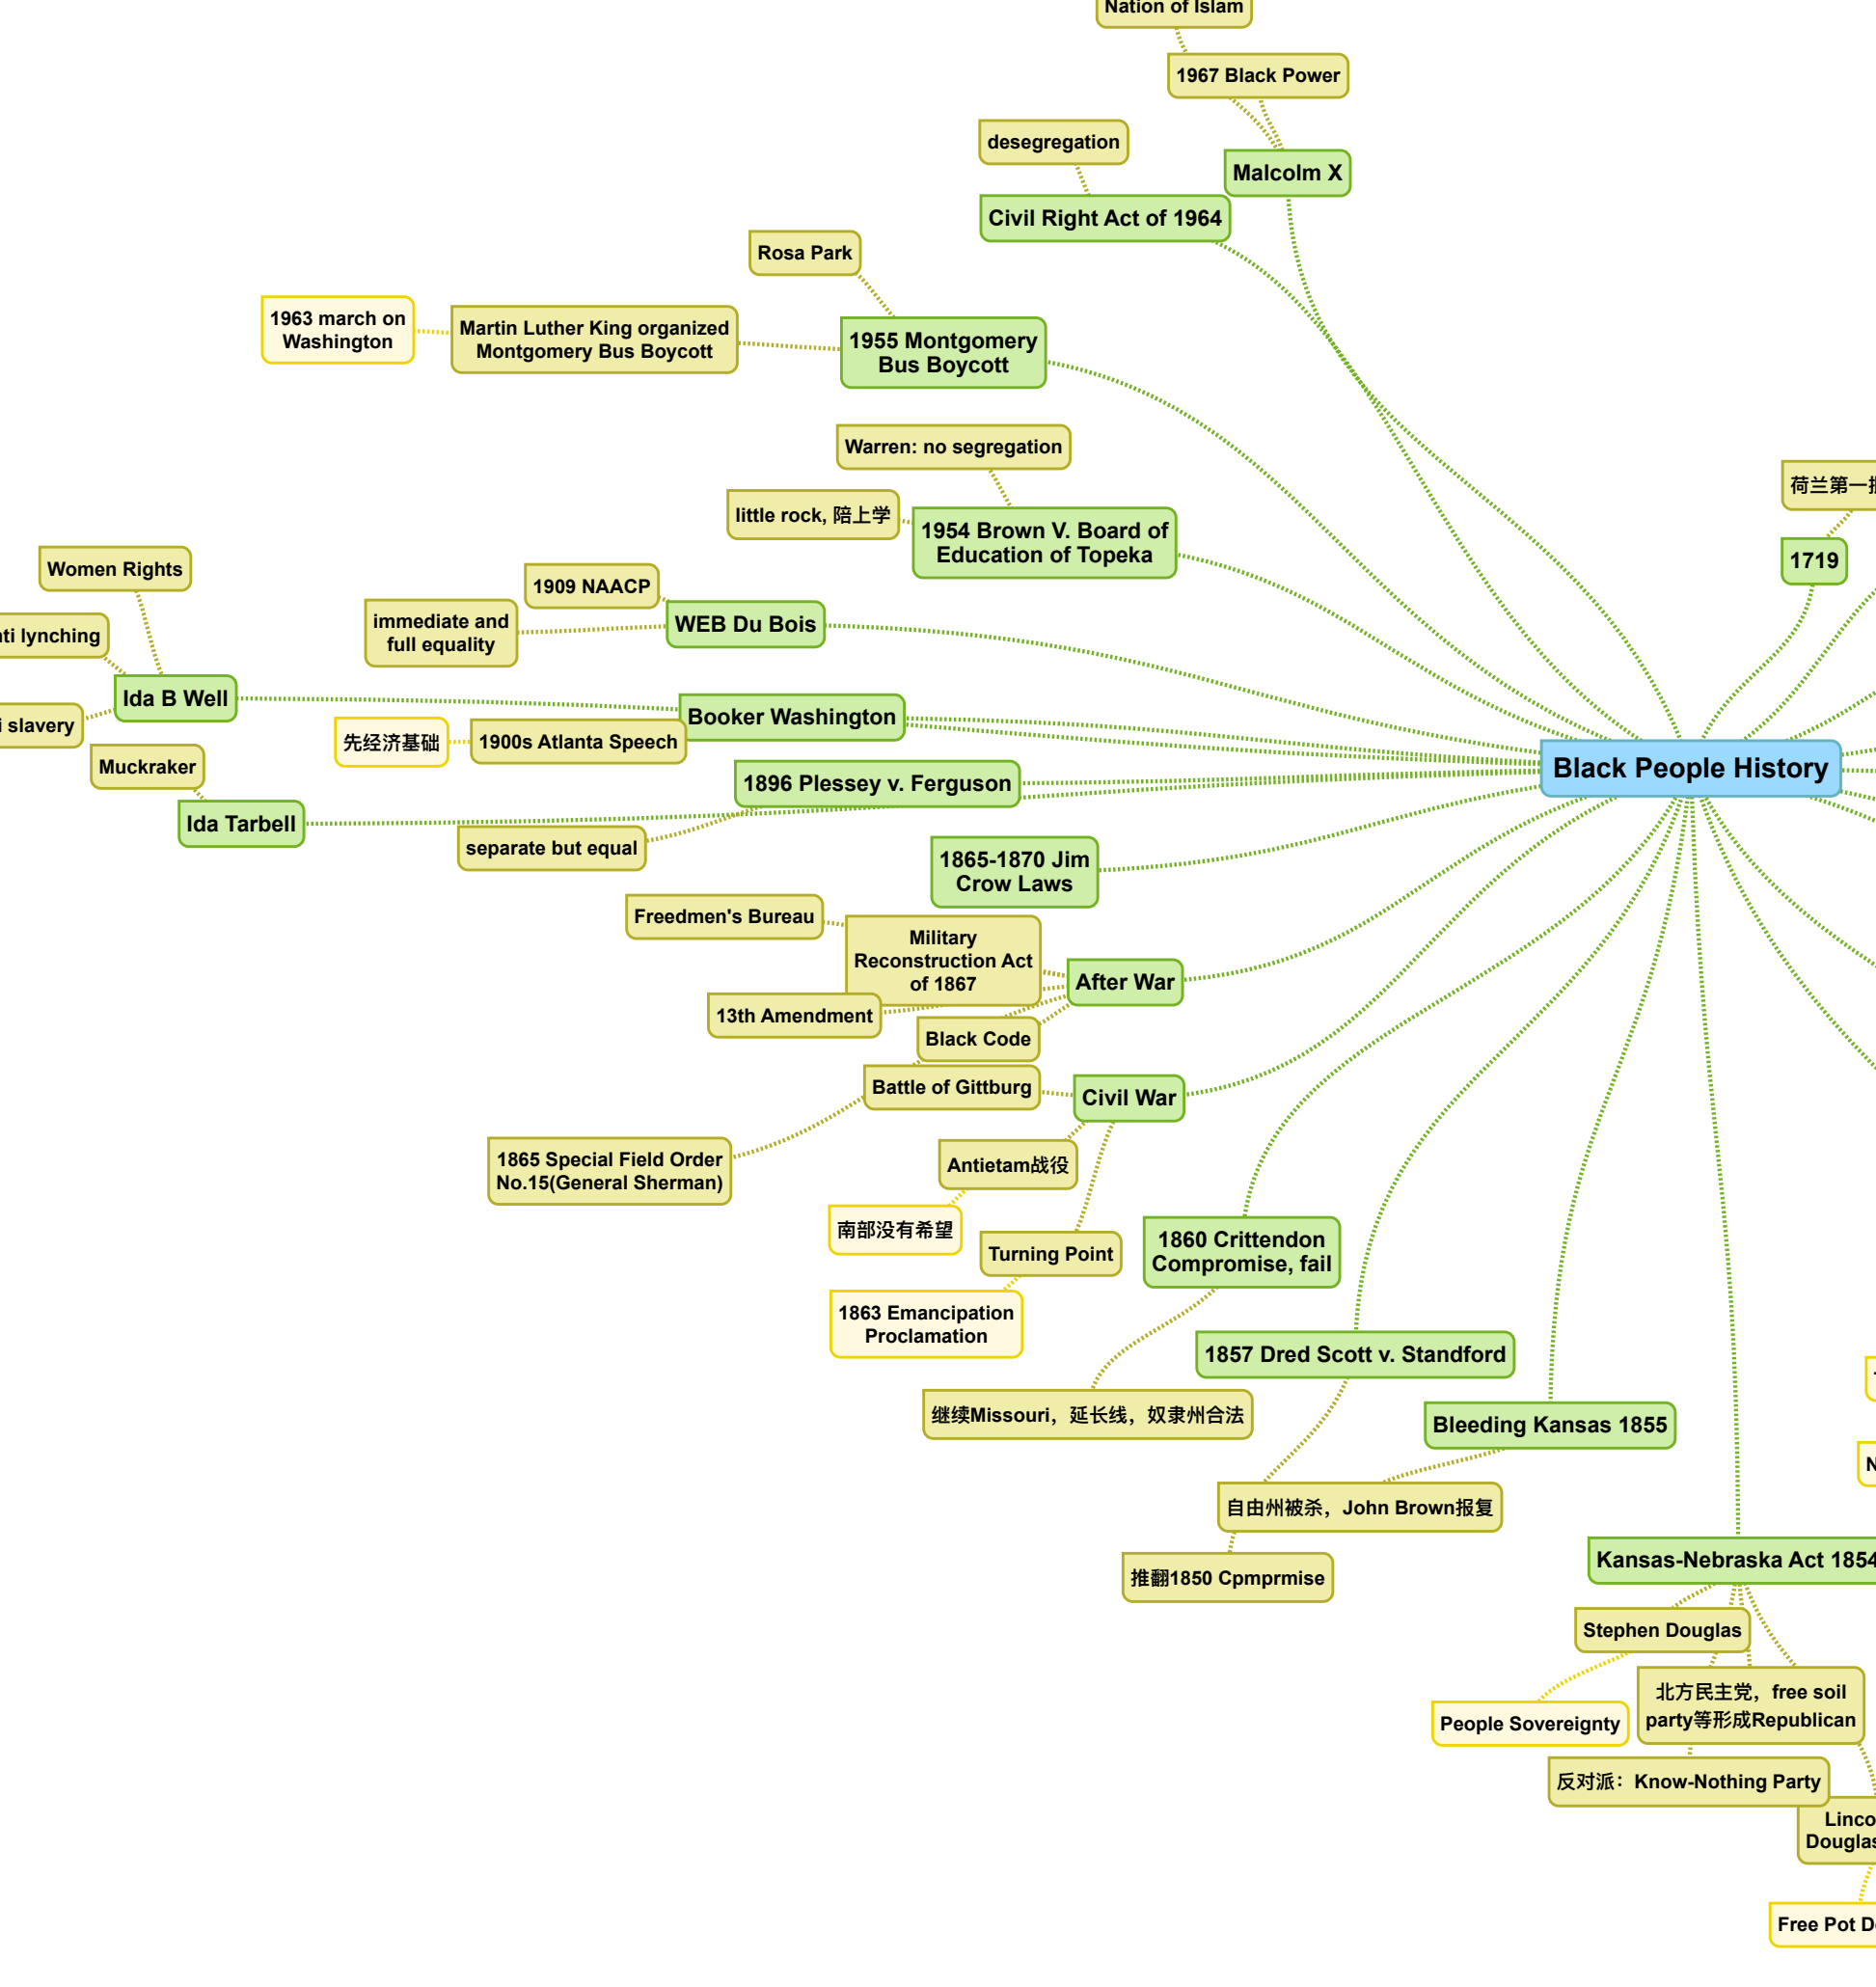 Nation of Islam
1967 Black Power
desegregation
Malcolm X
Civil Right Act of 1964
Rosa Park
1963 march on
Washington
Martin Luther King organized
Montgomery Bus Boycott
1955 Montgomery
Bus Boycott
Warren: no segregation
little rock, 陪上学
1954 Brown V. Board of
Education of Topeka
荷兰第一
1719
Women Rights
1909 NAACP
immediate and
full equality
WEB Du Bois
lynching
Ida B Well
slavery
Booker Washington
先经济基础
1900s Atlanta Speech
Muckraker
Ida Tarbell
1896 Plessey v. Ferguson
separate but equal
Black People History
1865-1870 Jim
Crow Laws
Freedmen's Bureau
Military
Reconstruction Act
of 1867
After War
13th Amendment
Black Code
Battle of Gittburg
Civil War
1865 Special Field Order
No.15(General Sherman)
Antietam战役
南部没有希望
Turning Point
1863 Emancipation
Proclamation
1860 Crittendon
Compromise, fail
1857 Dred Scott v. Standford
继续Missouri，延长线，奴隶州合法
Bleeding Kansas 1855
自由州被杀，John Brown报复
推翻1850 Cpmprmise
Kansas-Nebraska Act 1854
Stephen Douglas
北方民主党，free soil
party等形成Republican
People Sovereignty
反对派：Know-Nothing Party
Linco
Douglas
Free Pot D